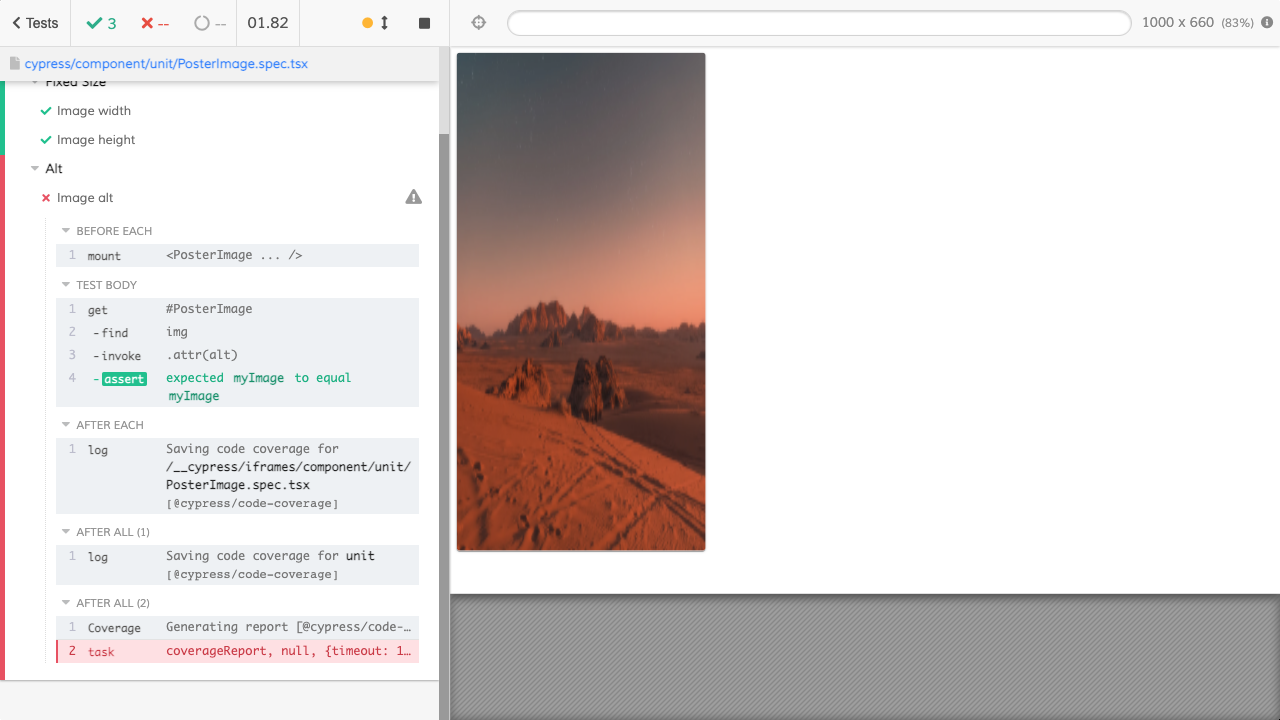 Tests
3
--
--
01.82
1000 x 660 (83%)
cypress/component/unit/PosterImage.spec.tsx
Fixed Size
Image width
Image height
Alt
Image alt
BEFORE EACH
1 mount <PosterImage ... />
TEST BODY
1 get #PosterImage
2 -find img
3 -invoke .attr(alt)
4 -assert expected myImage to equal
myImage
AFTER EACH
1 log Saving code coverage for
/__cypress/iframes/component/unit/
PosterImage.spec.tsx
[@cypress/code-coverage]
AFTER ALL (1)
1 log Saving code coverage for unit
[@cypress/code-coverage]
AFTER ALL (2)
1 Coverage Generating report [@cypress/code-…
2 task coverageReport, null, {timeout: 1…